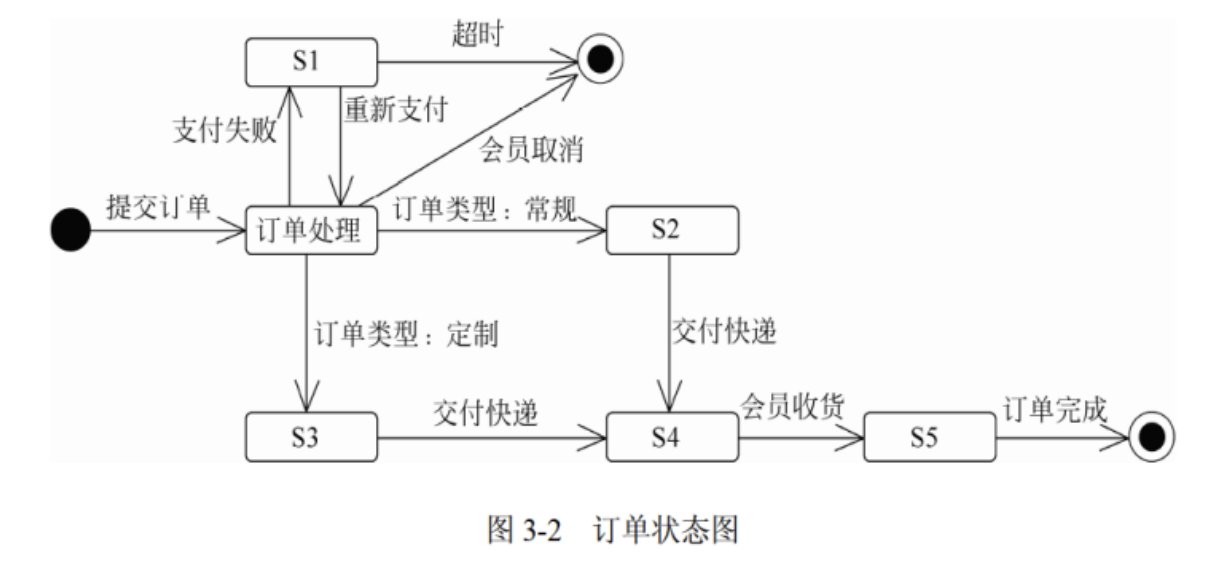 超时
S1
重新支付
支付失败
会员取消
提交订单
订单类型：常规
订单处理
S2
订单类型：定制
交付快递
交付快递
会员收货
订单完成
S3
S4
S5
图 3-2 订单状态图